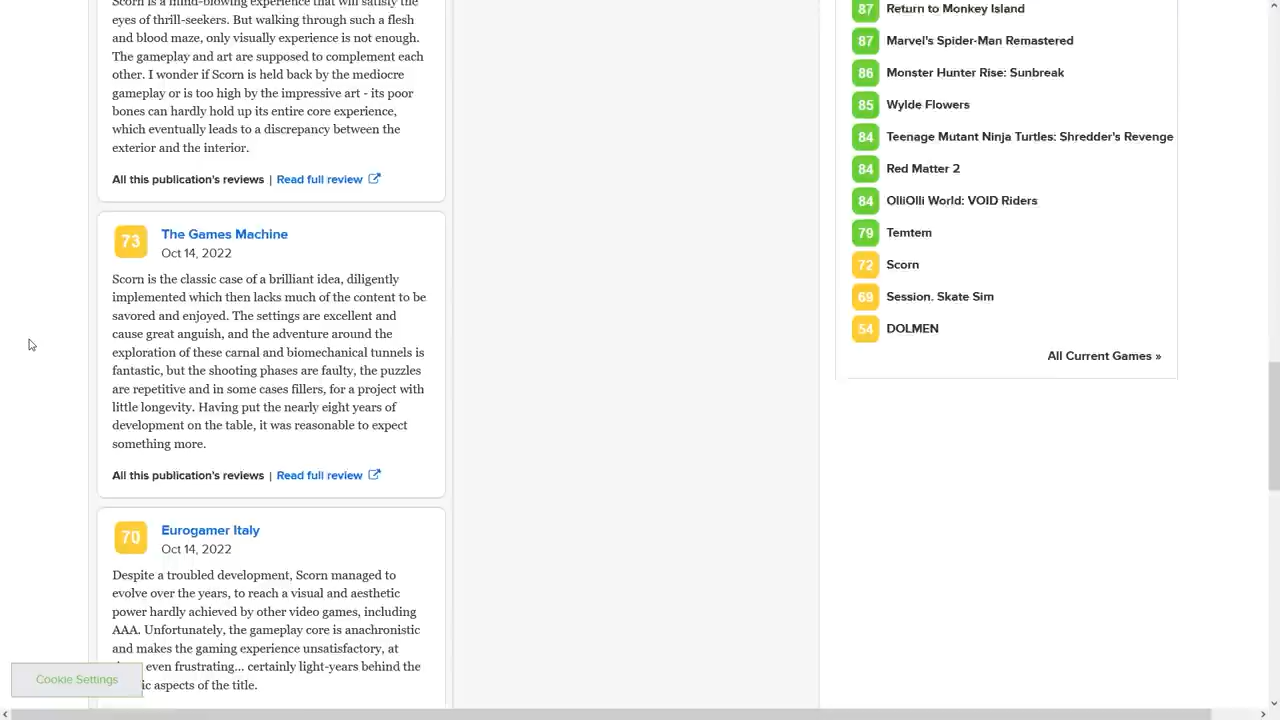 Scorn is a mind-blowing experience that will satisfy the
eyes of thrill-seekers. But walking through such a flesh
and blood maze, only visually experience is not enough.
The gameplay and art are supposed to complement each
other. I wonder if Scorn is held back by the mediocre
gameplay or is too high by the impressive art - its poor
bones can hardly hold up its entire core experience,
which eventually leads to a discrepancy between the
exterior and the interior.
All this publication's reviews | Read full review
73 The Games Machine
Oct 14, 2022
Scorn is the classic case of a brilliant idea, diligently
implemented which then lacks much of the content to be
savored and enjoyed. The settings are excellent and
cause great anguish, and the adventure around the
exploration of these carnal and biomechanical tunnels is
fantastic, but the shooting phases are faulty, the puzzles
are repetitive and in some cases fillers, for a project with
little longevity. Having put the nearly eight years of
development on the table, it was reasonable to expect
something more.
All this publication's reviews | Read full review
70 Eurogamer Italy
Oct 14, 2022
Despite a troubled development, Scorn managed to
evolve over the years, to reach a visual and aesthetic
power hardly achieved by other video games, including
AAA. Unfortunately, the gameplay core is anachronistic
and makes the gaming experience unsatisfactory, at
even frustrating... certainly light-years behind the
aspects of the title.
Cookie Settings
87 Return to Monkey Island
87 Marvel's Spider-Man Remastered
86 Monster Hunter Rise: Sunbreak
85 Wylde Flowers
84 Teenage Mutant Ninja Turtles: Shredder's Revenge
84 Red Matter 2
84 OlliOlli World: VOID Riders
79 Temtem
72 Scorn
69 Session. Skate Sim
54 DOLMEN
All Current Games »